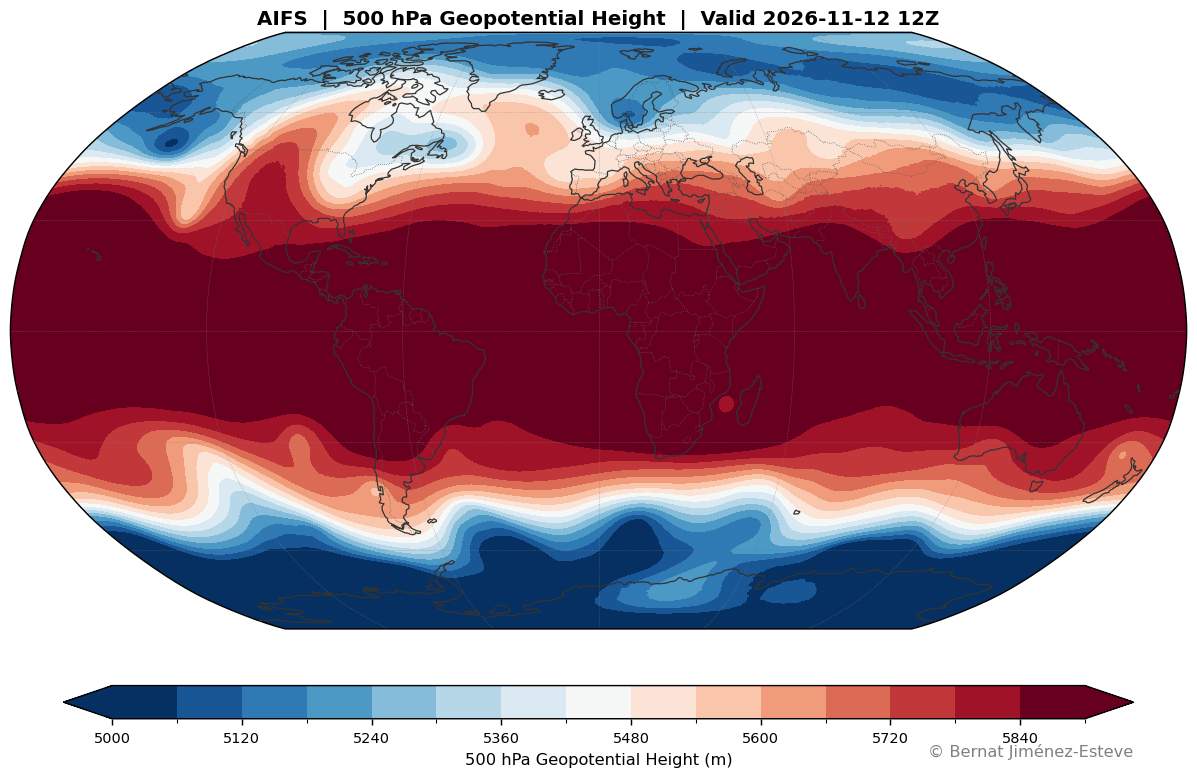 AIFS | 500 hPa Geopotential Height | Valid 2026-11-12 12Z
5000 5120 5240 5360 5480 5600 5720 5840
500 hPa Geopotential Height (m)
© Bernat Jiménez-Esteve